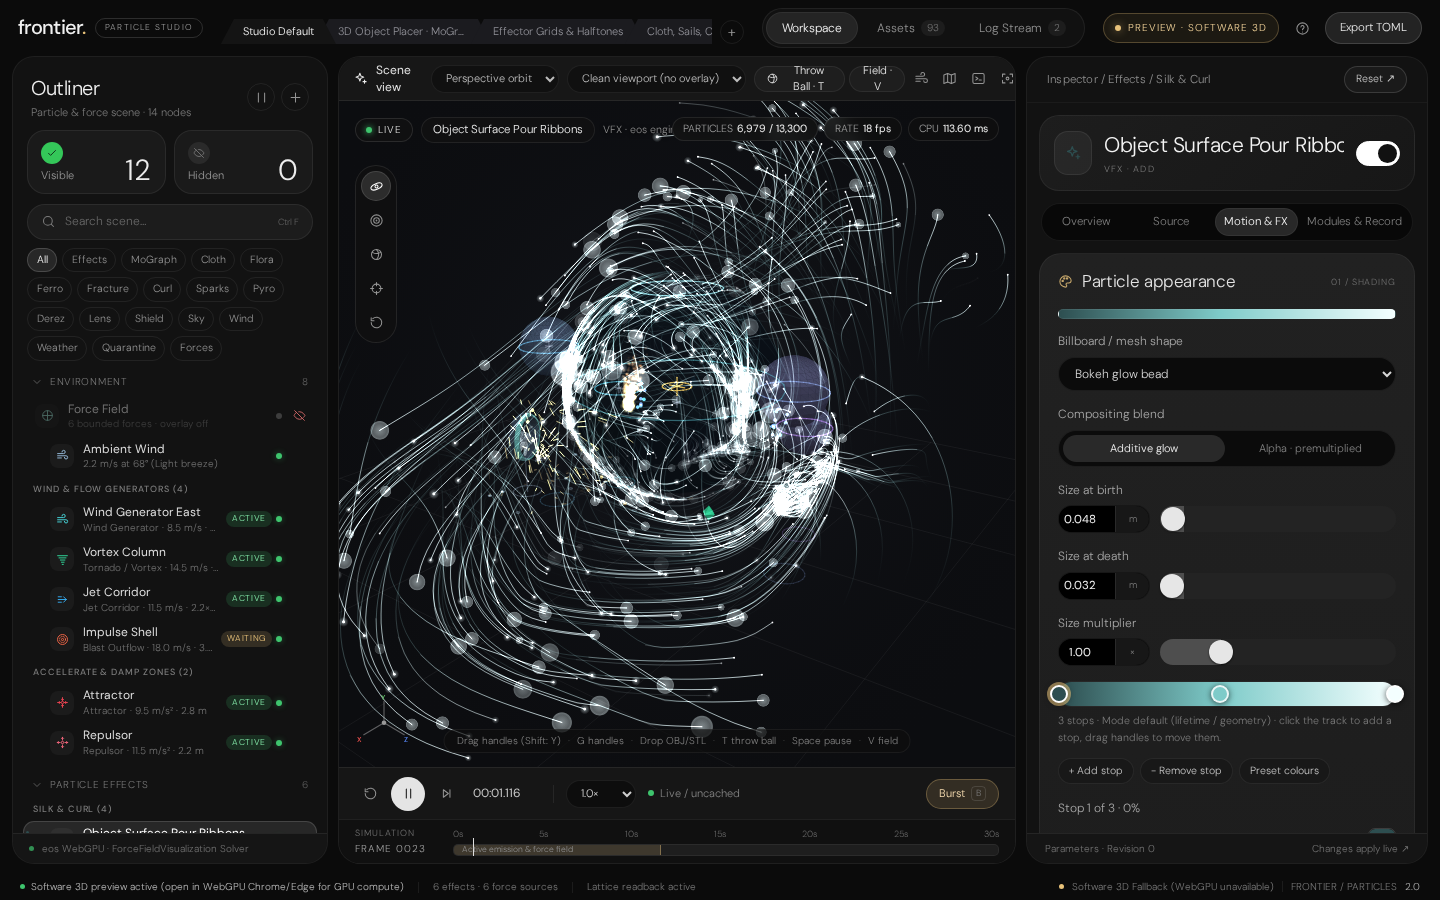 frontier.
PARTICLE STUDIO
Studio Default
3D Object Placer · MoGr...
Effector Grids & Halftones
Cloth, Sails, C
+
Workspace
Assets 93
Log Stream 2
PREVIEW · SOFTWARE 3D
Export TOML
Outliner
Particle & force scene · 14 nodes
Visible 12
Hidden 0
Search scene... Ctrl F
All Effects MoGraph Cloth Flora
Ferro Fracture Curl Sparks Pyro
Derez Lens Shield Sky Wind
Weather Quarantine Forces
ENVIRONMENT 8
Force Field
6 bounded forces · overlay off
Ambient Wind
2.2 m/s at 68° (Light breeze)
WIND & FLOW GENERATORS (4)
Wind Generator East
Wind Generator · 8.5 m/s · ...
ACTIVE
Vortex Column
Tornado / Vortex · 14.5 m/s ·...
ACTIVE
Jet Corridor
Jet Corridor · 11.5 m/s · 2.2×...
ACTIVE
Impulse Shell
Blast Outflow · 18.0 m/s · 3....
WAITING
ACCELERATE & DAMP ZONES (2)
Attractor
Attractor · 9.5 m/s² · 2.8 m
ACTIVE
Repulsor
Repulsor · 11.5 m/s² · 2.2 m
ACTIVE
PARTICLE EFFECTS 6
SILK & CURL (4)
Object Surface Pour Ribbons
eos WebGPU · ForceFieldVisualization Solver
Scene view
Perspective orbit
Clean viewport (no overlay)
Throw Ball · T
Field · V
LIVE
Object Surface Pour Ribbons
VFX · eos engin
PARTICLES 6,979 / 13,300
RATE 18 fps
CPU 113.60 ms
X
Z
Drag handles (Shift: Y) · G handles · Drop OBJ/STL · T throw ball · Space pause · V field
00:01.116
1.0×
Live / uncached
Burst B
SIMULATION
FRAME 0023
0s 5s 10s 15s 20s 25s 30s
Active emission & force field
Inspector / Effects / Silk & Curl
Reset ↗
Object Surface Pour Ribbo
VFX · ADD
Overview
Source
Motion & FX
Modules & Record
Particle appearance
01 / SHADING
Billboard / mesh shape
Bokeh glow bead
Compositing blend
Additive glow
Alpha · premultiplied
Size at birth
0.048 m
Size at death
0.032 m
Size multiplier
1.00 ×
3 stops · Mode default (lifetime / geometry) · click the track to add a
stop, drag handles to move them.
+ Add stop
− Remove stop
Preset colours
Stop 1 of 3 · 0%
Parameters · Revision 0
Changes apply live ↗
Software 3D preview active (open in WebGPU Chrome/Edge for GPU compute)
6 effects · 6 force sources
Lattice readback active
Software 3D Fallback (WebGPU unavailable)
FRONTIER / PARTICLES 2.0